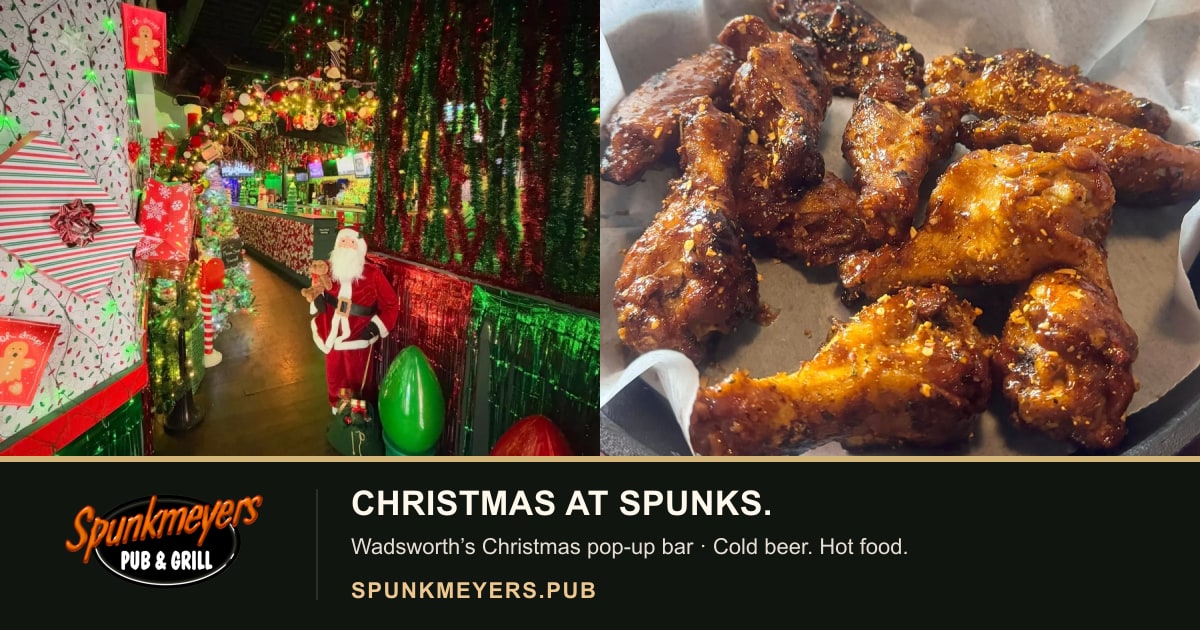 Spunkmeyers
PUB & GRILL
CHRISTMAS AT SPUNKS.
Wadsworth’s Christmas pop-up bar · Cold beer. Hot food.
SPUNKMEYERS.PUB